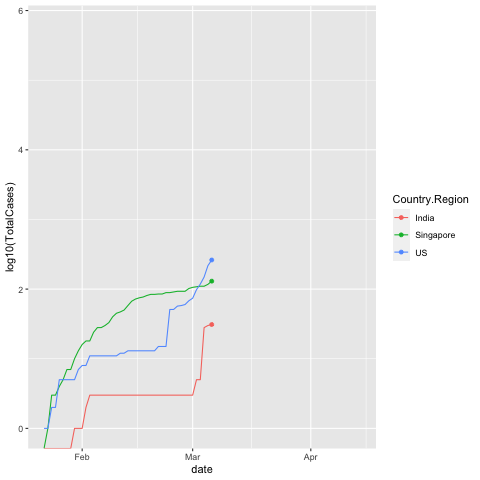 6
4
2
0
log10(TotalCases)
Feb
Mar
Apr
date
Country.Region
India
Singapore
US